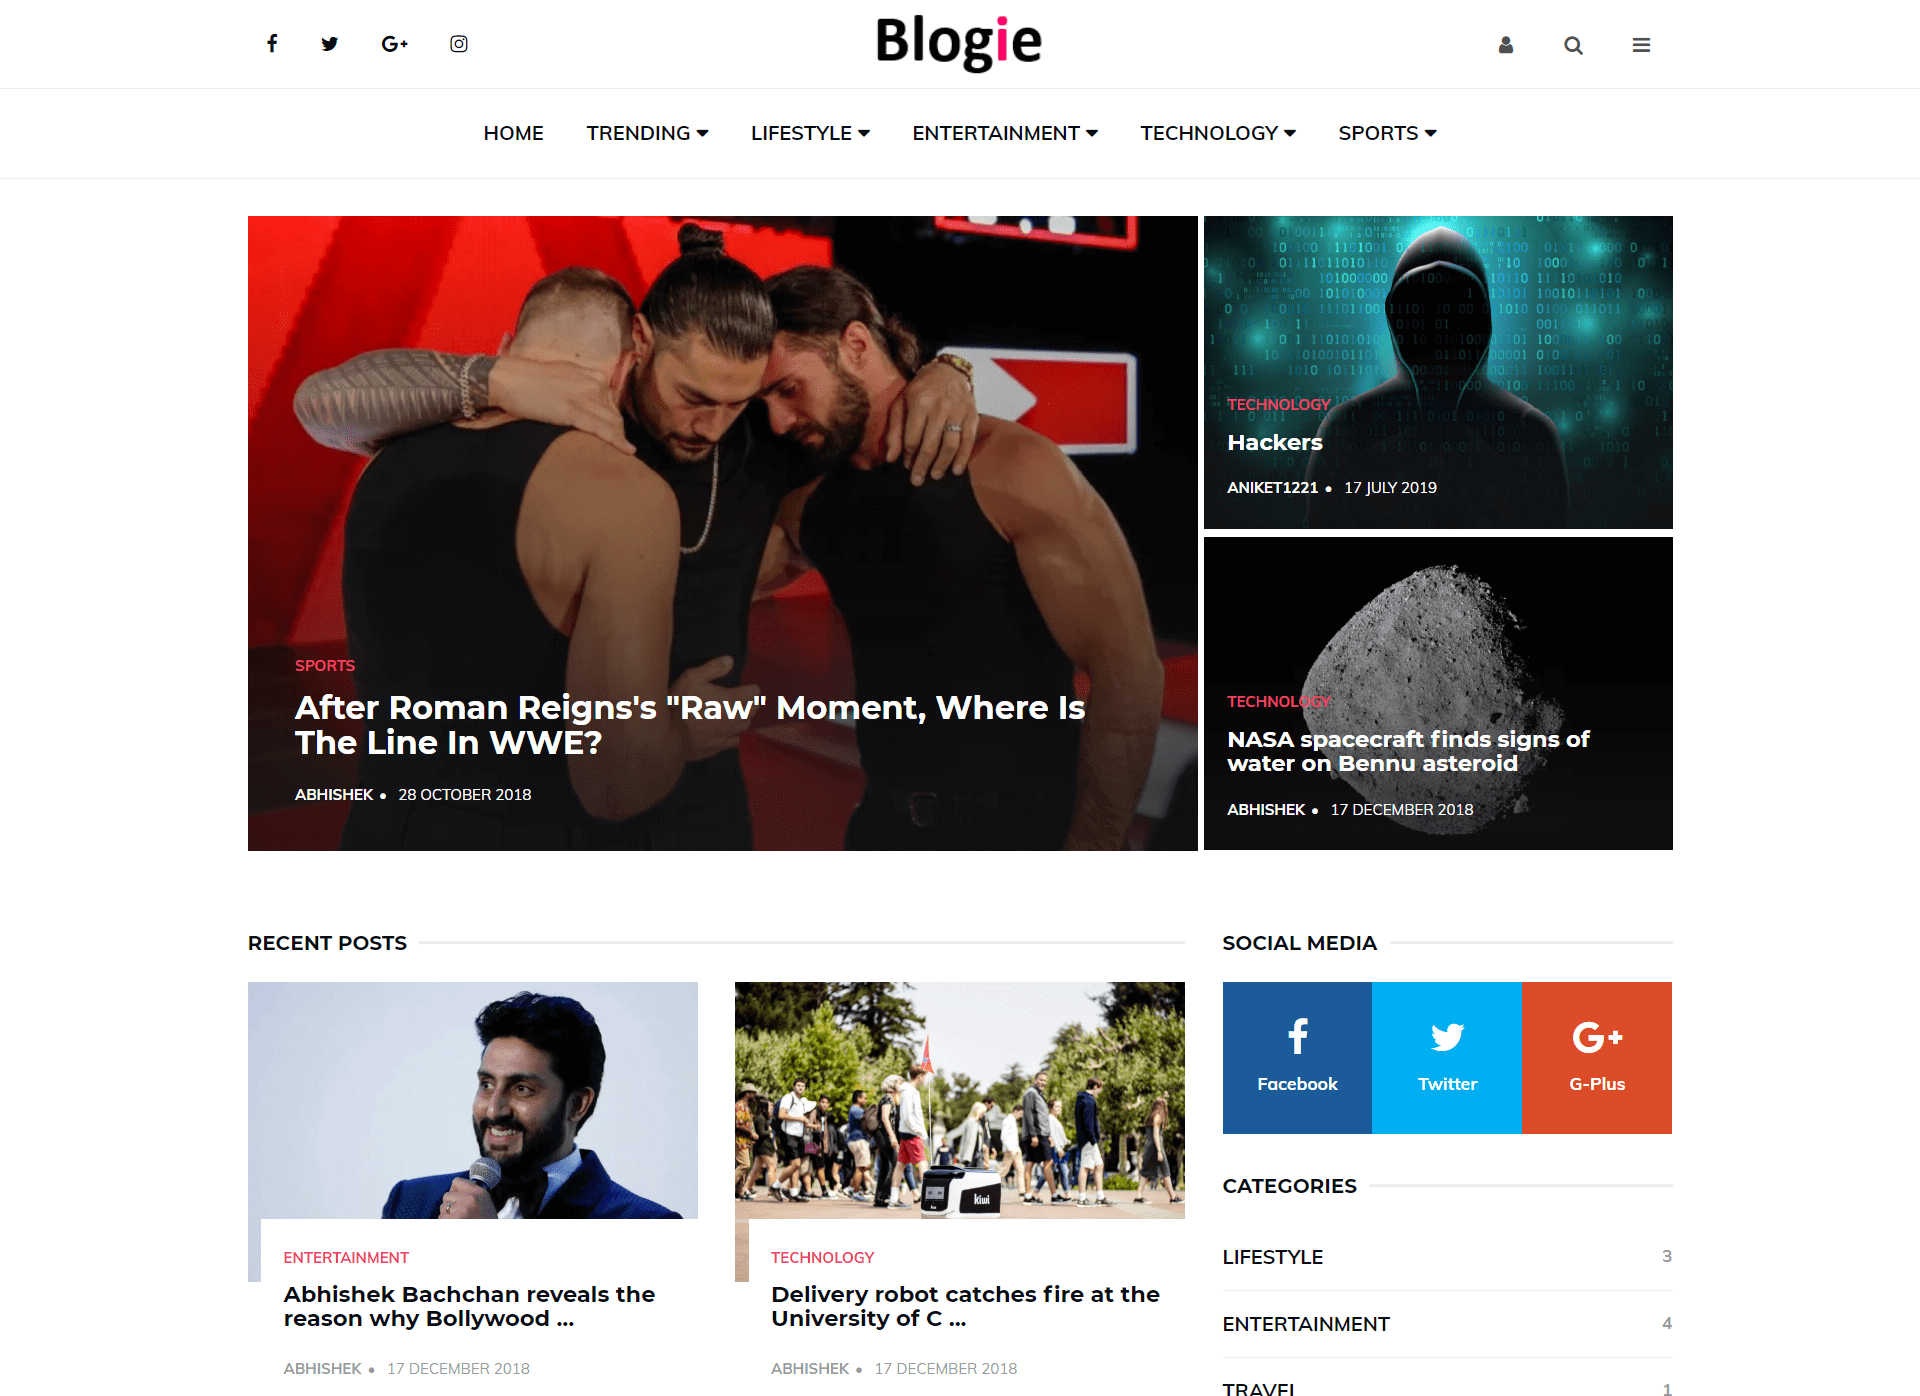 Blogie
HOME TRENDING LIFESTYLE ENTERTAINMENT TECHNOLOGY SPORTS
SPORTS
After Roman Reigns's "Raw" Moment, Where Is
The Line In WWE?
ABHISHEK ● 28 OCTOBER 2018
TECHNOLOGY
Hackers
ANIKET1221 ● 17 JULY 2019
TECHNOLOGY
NASA spacecraft finds signs of
water on Bennu asteroid
ABHISHEK ● 17 DECEMBER 2018
RECENT POSTS
kiwi
ENTERTAINMENT
Abhishek Bachchan reveals the
reason why Bollywood ...
ABHISHEK ● 17 DECEMBER 2018
TECHNOLOGY
Delivery robot catches fire at the
University of C ...
ABHISHEK ● 17 DECEMBER 2018
SOCIAL MEDIA
Facebook
Twitter
G+
G-Plus
CATEGORIES
LIFESTYLE 3
ENTERTAINMENT 4
TRAVEL 1